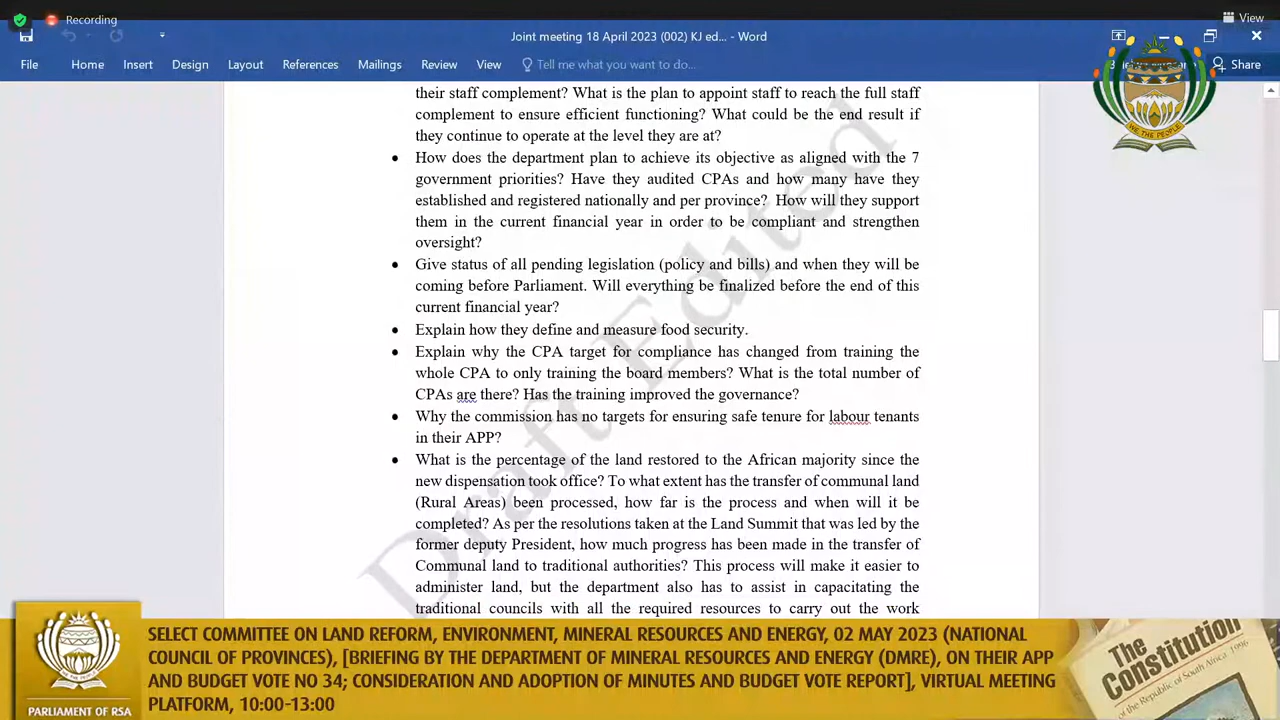 Recording
View
Joint meeting 18 April 2023 (002) KJ ed... - Word
File Home Insert Design Layout References Mailings Review View Tell me what you want to do... Share
WE, THE PEOPLE
their staff complement? What is the plan to appoint staff to reach the full staff
complement to ensure efficient functioning? What could be the end result if
they continue to operate at the level they are at?
• How does the department plan to achieve its objective as aligned with the 7
government priorities? Have they audited CPAs and how many have they
established and registered nationally and per province? How will they support
them in the current financial year in order to be compliant and strengthen
oversight?
• Give status of all pending legislation (policy and bills) and when they will be
coming before Parliament. Will everything be finalized before the end of this
current financial year?
• Explain how they define and measure food security.
• Explain why the CPA target for compliance has changed from training the
whole CPA to only training the board members? What is the total number of
CPAs are there? Has the training improved the governance?
• Why the commission has no targets for ensuring safe tenure for labour tenants
in their APP?
• What is the percentage of the land restored to the African majority since the
new dispensation took office? To what extent has the transfer of communal land
(Rural Areas) been processed, how far is the process and when will it be
completed? As per the resolutions taken at the Land Summit that was led by the
former deputy President, how much progress has been made in the transfer of
Communal land to traditional authorities? This process will make it easier to
administer land, but the department also has to assist in capacitating the
traditional councils with all the required resources to carry out the work
Draft Edited
SELECT COMMITTEE ON LAND REFORM, ENVIRONMENT, MINERAL RESOURCES AND ENERGY, 02 MAY 2023 (NATIONAL
COUNCIL OF PROVINCES), [BRIEFING BY THE DEPARTMENT OF MINERAL RESOURCES AND ENERGY (DMRE), ON THEIR APP
AND BUDGET VOTE NO 34; CONSIDERATION AND ADOPTION OF MINUTES AND BUDGET VOTE REPORT], VIRTUAL MEETING
PLATFORM, 10:00-13:00
PARLIAMENT OF RSA
The
Constitution
of the Republic of South Africa, 1996